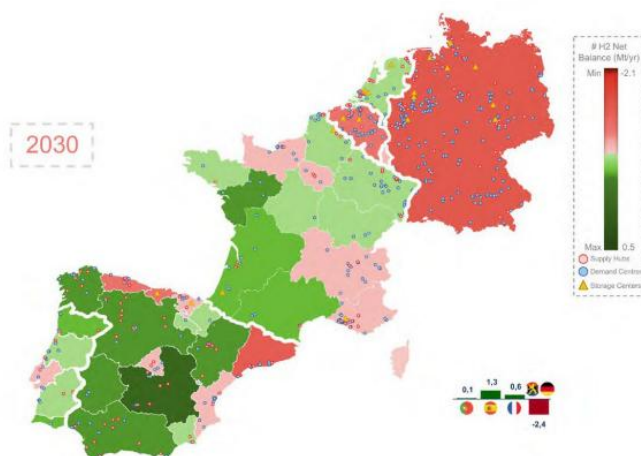 2030
# H2 Net
Balance (Mt/yr)
Min
-2.1
Max
0.5
Supply Hubs
Demand Centres
Storage Centers
0,1
1,3
0,6
-2,4